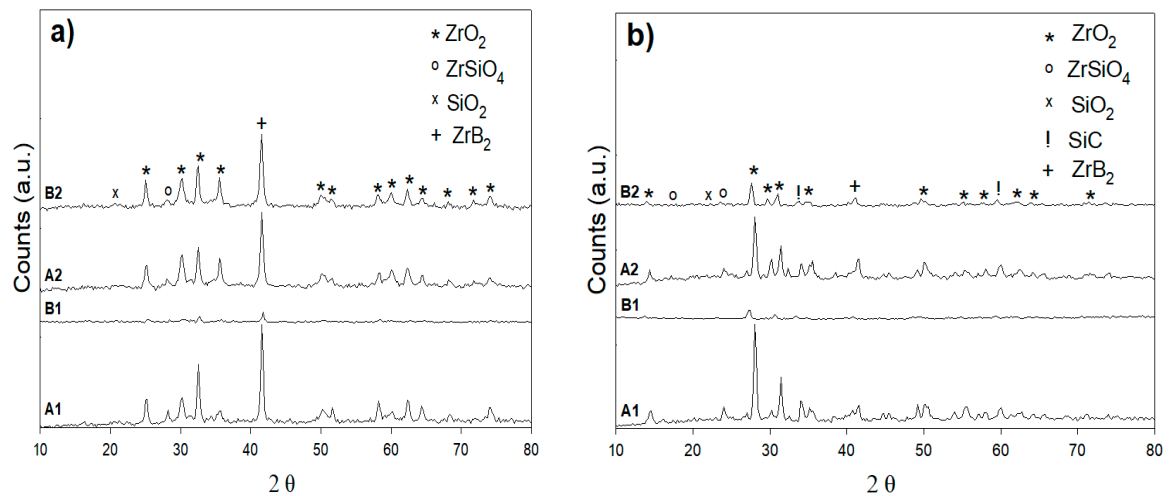 a)
* ZrO₂
o ZrSiO₄
x SiO₂
+ ZrB₂
+
* o * * * * * * * * * * *
x
B2
A2
B1
A1
Counts (a.u.)
10 20 30 40 50 60 70 80
2 θ
b)
* ZrO₂
o ZrSiO₄
x SiO₂
! SiC
+ ZrB₂
*
* o x o * * ! * + * * * ! * * *
B2
A2
B1
A1
Counts (a.u.)
10 20 30 40 50 60 70 80
2 θ